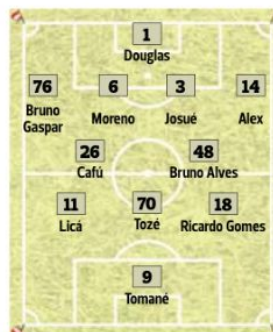 1
Douglas
76 6 3 14
Bruno
Gaspar Moreno Josué Alex
26 48
Cafú Bruno Alves
11 70 18
Licá Tozé Ricardo Gomes
9
Tomané